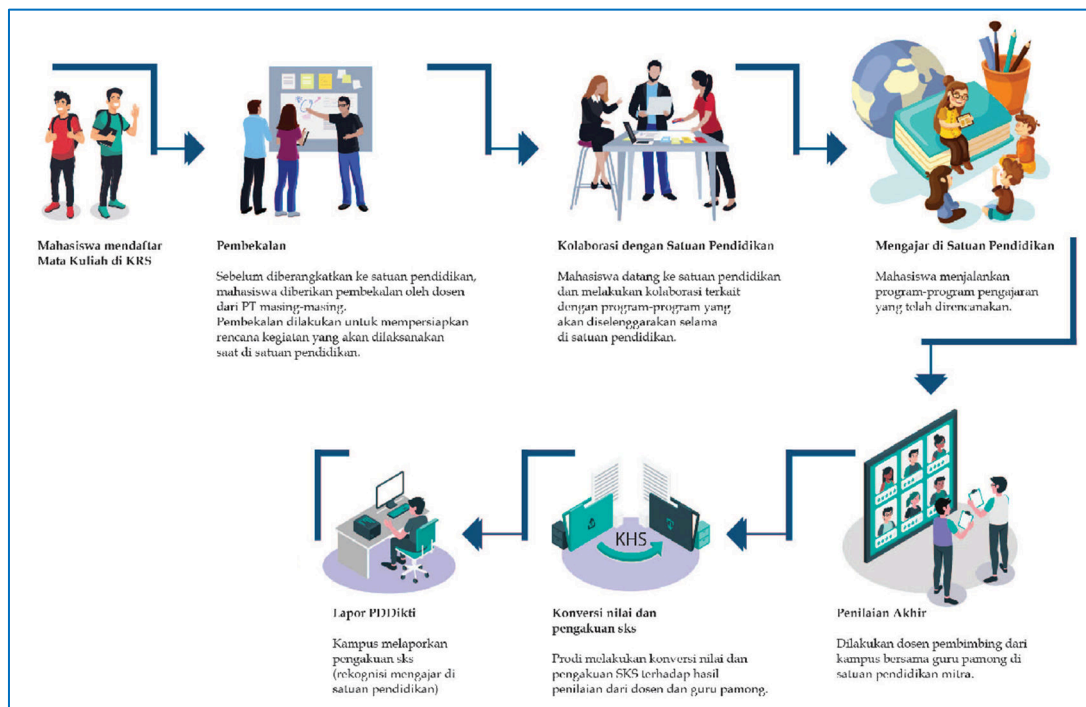 Mahasiswa mendaftar
Mata Kuliah di KRS
Pembekalan
Sebelum diberangkatkan ke satuan pendidikan,
mahasiswa diberikan pembekalan oleh dosen
dari PT masing-masing.
Pembekalan dilakukan untuk mempersiapkan
rencana kegiatan yang akan dilaksanakan
saat di satuan pendidikan.
Kolaborasi dengan Satuan Pendidikan
Mahasiswa datang ke satuan pendidikan
dan melakukan kolaborasi terkait
dengan program-program yang
akan diselenggarakan selama
di satuan pendidikan.
Mengajar di Satuan Pendidikan
Mahasiswa menjalankan
program-program pengajaran
yang telah direncanakan.
Penilaian Akhir
Dilakukan dosen pembimbing dari
kampus bersama guru pamong di
satuan pendidikan mitra.
KHS
Konversi nilai dan
pengakuan sks
Prodi melakukan konversi nilai dan
pengakuan SKS terhadap hasil
penilaian dari dosen dan guru pamong.
Lapor PDDikti
Kampus melaporkan
pengakuan sks
(rekognisi mengajar di
satuan pendidikan)